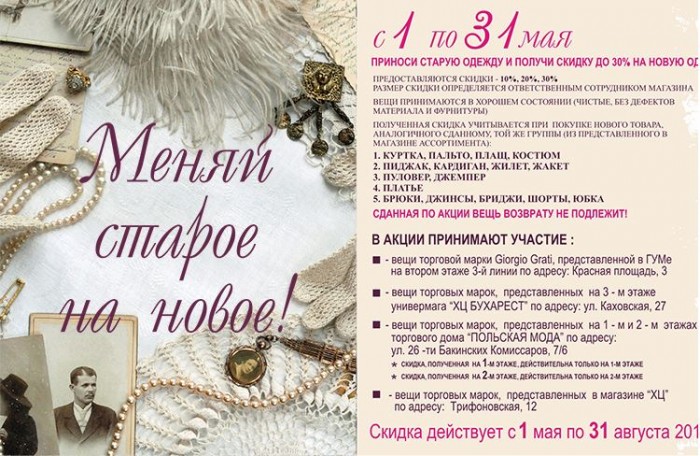 Меняй
старое
на новое!
с 1 по 31 мая
ПРИНОСИ СТАРУЮ ОДЕЖДУ И ПОЛУЧИ СКИДКУ ДО 30% НА НОВУЮ ОД
ПРЕДОСТАВЛЯЮТСЯ СКИДКИ - 10%, 20%, 30%
РАЗМЕР СКИДКИ ОПРЕДЕЛЯЕТСЯ ОТВЕТСТВЕННЫМ СОТРУДНИКОМ МАГАЗИНА
ВЕЩИ ПРИНИМАЮТСЯ В ХОРОШЕМ СОСТОЯНИИ (ЧИСТЫЕ, БЕЗ ДЕФЕКТОВ
МАТЕРИАЛА И ФУРНИТУРЫ)
ПОЛУЧЕННАЯ СКИДКА УЧИТЫВАЕТСЯ ПРИ ПОКУПКЕ НОВОГО ТОВАРА,
АНАЛОГИЧНОГО СДАННОМУ, ТОЙ ЖЕ ГРУППЫ (ИЗ ПРЕДСТАВЛЕННОГО В
МАГАЗИНЕ АССОРТИМЕНТА):
1. КУРТКА, ПАЛЬТО, ПЛАЩ, КОСТЮМ
2. ПИДЖАК, КАРДИГАН, ЖИЛЕТ, ЖАКЕТ
3. ПУЛОВЕР, ДЖЕМПЕР
4. ПЛАТЬЕ
5. БРЮКИ, ДЖИНСЫ, БРИДЖИ, ШОРТЫ, ЮБКА
СДАННАЯ ПО АКЦИИ ВЕЩЬ ВОЗВРАТУ НЕ ПОДЛЕЖИТ!
В АКЦИИ ПРИНИМАЮТ УЧАСТИЕ :
- вещи торговой марки Giorgio Grati, представленной в ГУМе
на втором этаже 3-й линии по адресу: Красная площадь, 3
- вещи торговых марок, представленных на 3 - м этаже
универмага "ХЦ БУХАРЕСТ" по адресу: ул. Каховская, 27
- вещи торговых марок, представленных на 1 - м и 2 - м этажах
торгового дома "ПОЛЬСКАЯ МОДА" по адресу:
ул. 26 -ти Бакинских Комиссаров, 7/6
★ СКИДКА, ПОЛУЧЕННАЯ НА 1-М ЭТАЖЕ, ДЕЙСТВИТЕЛЬНА ТОЛЬКО НА 1-М ЭТАЖЕ
★ СКИДКА, ПОЛУЧЕННАЯ НА 2-М ЭТАЖЕ, ДЕЙСТВИТЕЛЬНА ТОЛЬКО НА 2-М ЭТАЖЕ
- вещи торговых марок, представленных в магазине "ХЦ"
по адресу: Трифоновская, 12
Скидка действует с 1 мая по 31 августа 201